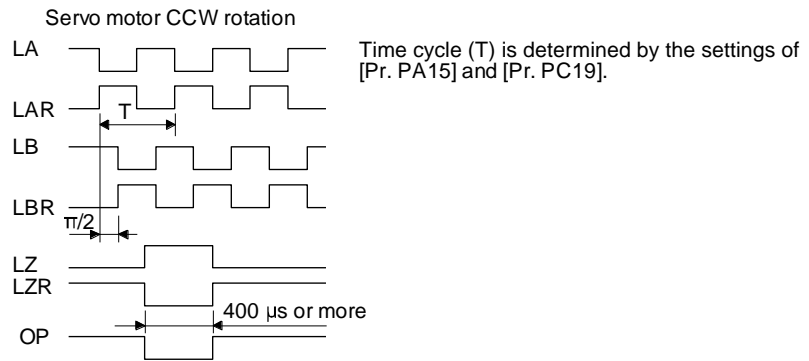 Servo motor CCW rotation
LA
Time cycle (T) is determined by the settings of
[Pr. PA15] and [Pr. PC19].
LAR
T
LB
LBR
π/2
LZ
LZR
400 µs or more
OP